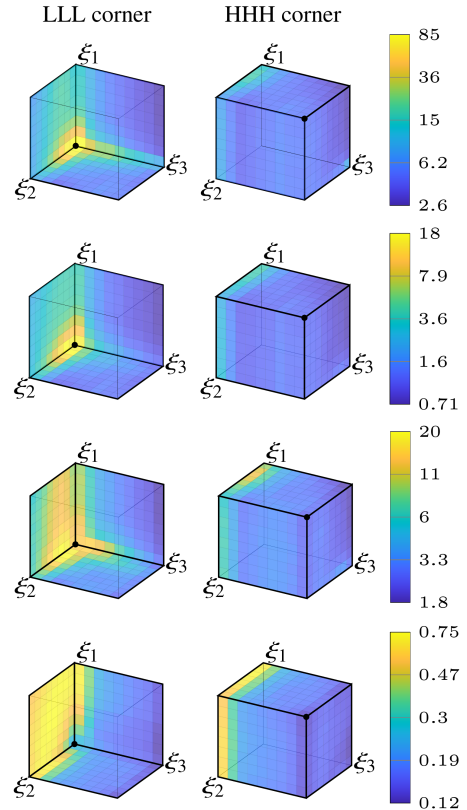 LLL corner HHH corner
ξ1 ξ1 85
36
15
ξ2 ξ3 ξ2 ξ3 6.2
2.6
ξ1 ξ1 18
7.9
3.6
ξ2 ξ3 ξ2 ξ3 1.6
0.71
ξ1 ξ1 20
11
6
ξ2 ξ3 ξ2 ξ3 3.3
1.8
ξ1 ξ1 0.75
0.47
0.3
ξ2 ξ3 ξ2 ξ3 0.19
0.12